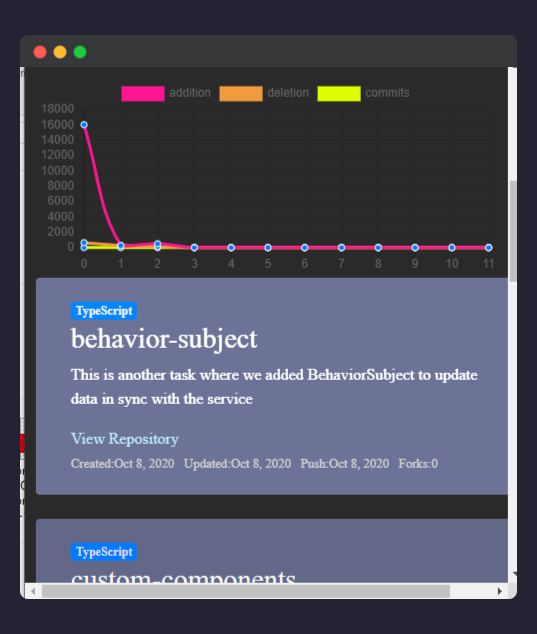 addition deletion commits
18000
16000
14000
12000
10000
8000
6000
4000
2000
0
0 1 2 3 4 5 6 7 8 9 10 11
TypeScript
behavior-subject
This is another task where we added BehaviorSubject to update
data in sync with the service
View Repository
Created:Oct 8, 2020 Updated:Oct 8, 2020 Push:Oct 8, 2020 Forks:0
TypeScript
custom-components